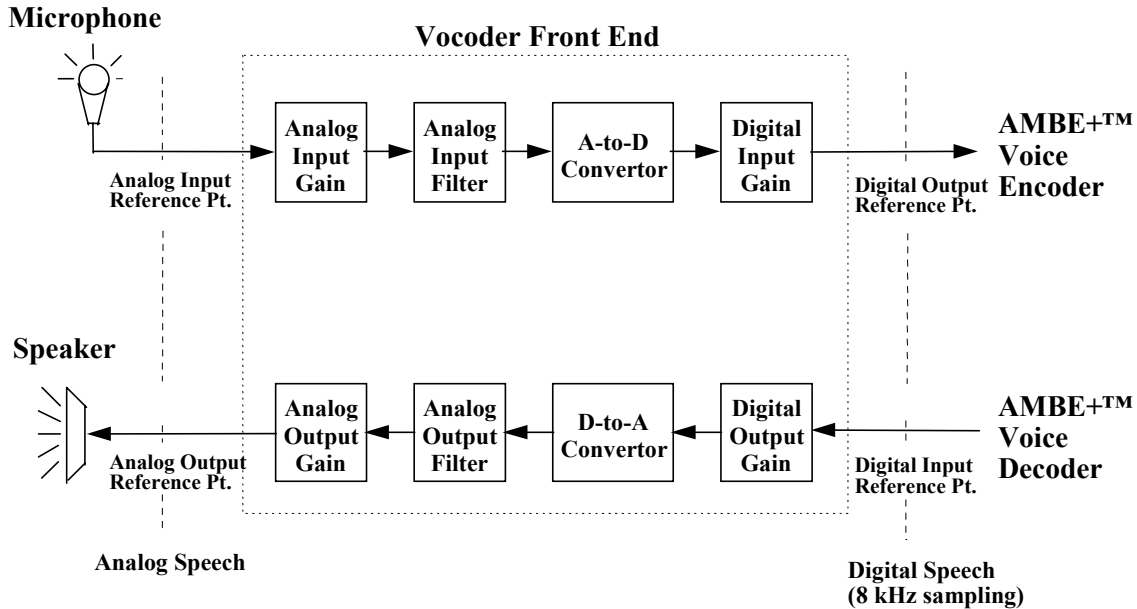 Microphone
Vocoder Front End
Analog
Input
Gain
Analog
Input
Filter
A-to-D
Convertor
Digital
Input
Gain
AMBE+™
Voice
Encoder
Analog Input
Reference Pt.
Digital Output
Reference Pt.
Speaker
Analog
Output
Gain
Analog
Output
Filter
D-to-A
Convertor
Digital
Output
Gain
AMBE+™
Voice
Decoder
Analog Output
Reference Pt.
Digital Input
Reference Pt.
Analog Speech
Digital Speech
(8 kHz sampling)